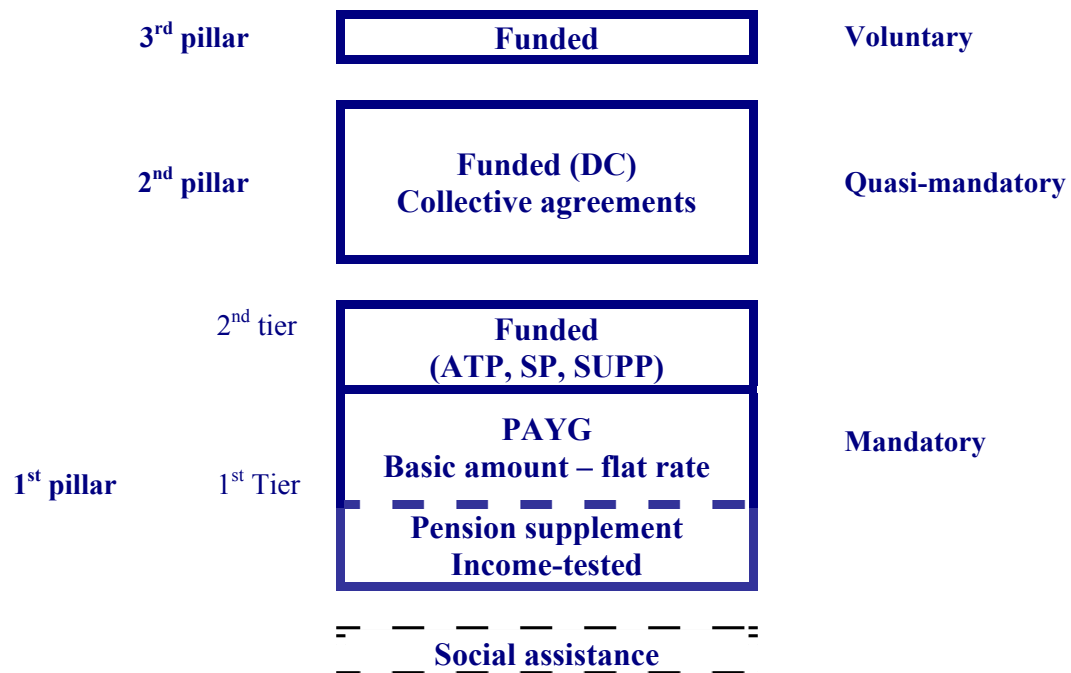 3rd pillar
Funded
Voluntary
2nd pillar
Funded (DC)
Collective agreements
Quasi-mandatory
2nd tier
Funded
(ATP, SP, SUPP)
PAYG
Basic amount – flat rate
Mandatory
1st pillar
1st Tier
Pension supplement
Income-tested
Social assistance